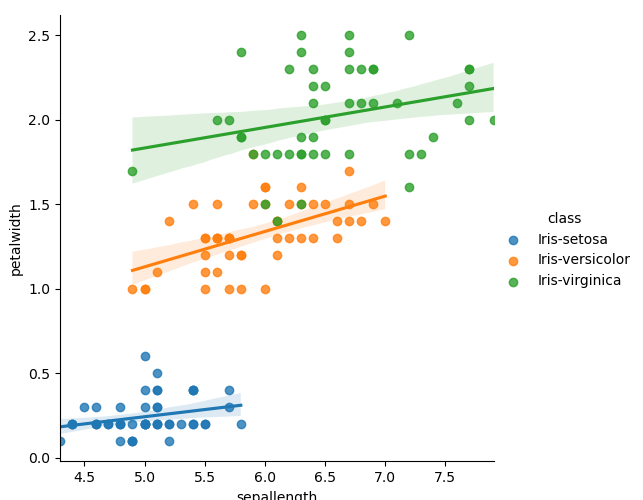 2.5
2.0
1.5
1.0
0.5
0.0
petalwidth
4.5 5.0 5.5 6.0 6.5 7.0 7.5
sepallength
class
Iris-setosa
Iris-versicolor
Iris-virginica